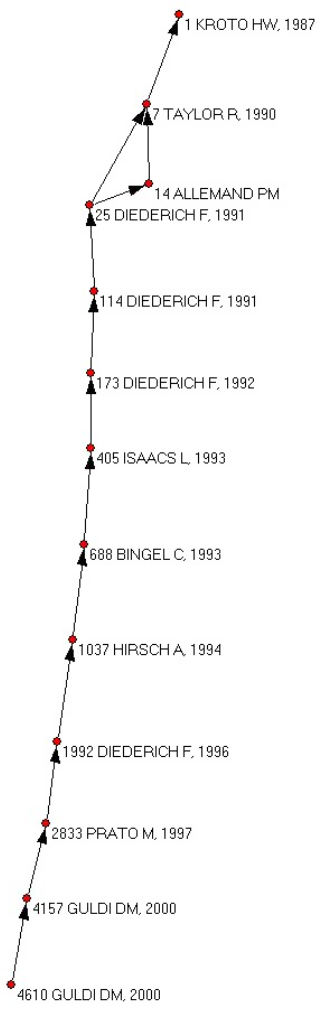 1 KROTO HW, 1987
7 TAYLOR R, 1990
14 ALLEMAND PM
25 DIEDERICH F, 1991
114 DIEDERICH F, 1991
173 DIEDERICH F, 1992
405 ISAACS L, 1993
688 BINGEL C, 1993
1037 HIRSCH A, 1994
1992 DIEDERICH F, 1996
2833 PRATO M, 1997
4157 GULDI DM, 2000
4610 GULDI DM, 2000